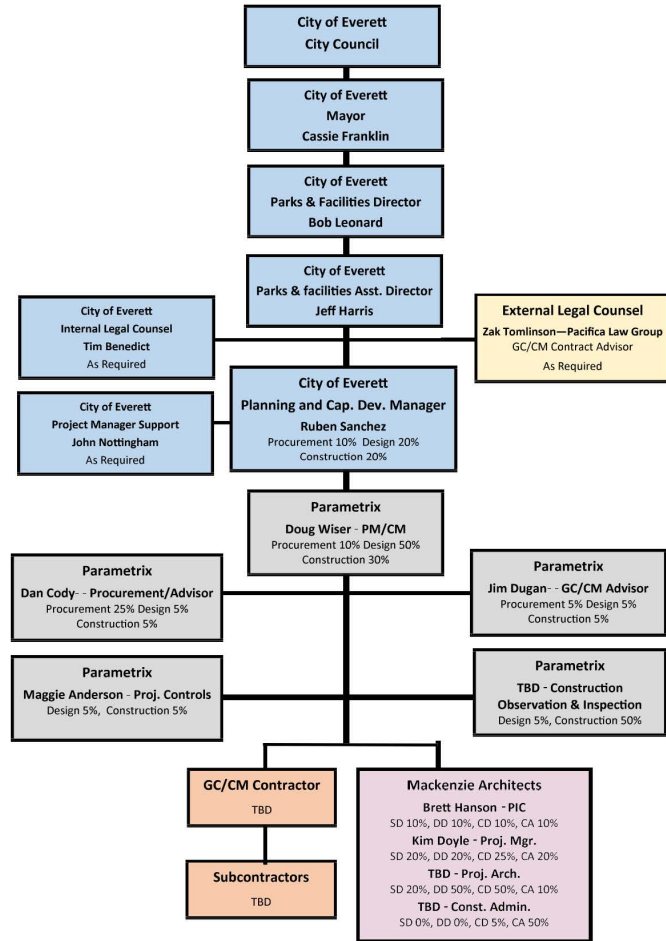 City of Everett
City Council
City of Everett
Mayor
Cassie Franklin
City of Everett
Parks & Facilities Director
Bob Leonard
City of Everett
Parks & facilities Asst. Director
Jeff Harris
City of Everett
Internal Legal Counsel
Tim Benedict
As Required
External Legal Counsel
Zak Tomlinson—Pacifica Law Group
GC/CM Contract Advisor
As Required
City of Everett
Project Manager Support
John Nottingham
As Required
City of Everett
Planning and Cap. Dev. Manager
Ruben Sanchez
Procurement 10% Design 20%
Construction 20%
Parametrix
Doug Wiser - PM/CM
Procurement 10% Design 50%
Construction 30%
Parametrix
Dan Cody- - Procurement/Advisor
Procurement 25% Design 5%
Construction 5%
Parametrix
Jim Dugan- - GC/CM Advisor
Procurement 5% Design 5%
Construction 5%
Parametrix
Maggie Anderson - Proj. Controls
Design 5%, Construction 5%
Parametrix
TBD - Construction
Observation & Inspection
Design 5%, Construction 50%
GC/CM Contractor
TBD
Subcontractors
TBD
Mackenzie Architects
Brett Hanson - PIC
SD 10%, DD 10%, CD 10%, CA 10%
Kim Doyle - Proj. Mgr.
SD 20%, DD 20%, CD 25%, CA 20%
TBD - Proj. Arch.
SD 20%, DD 50%, CD 50%, CA 10%
TBD - Const. Admin.
SD 0%, DD 0%, CD 5%, CA 50%